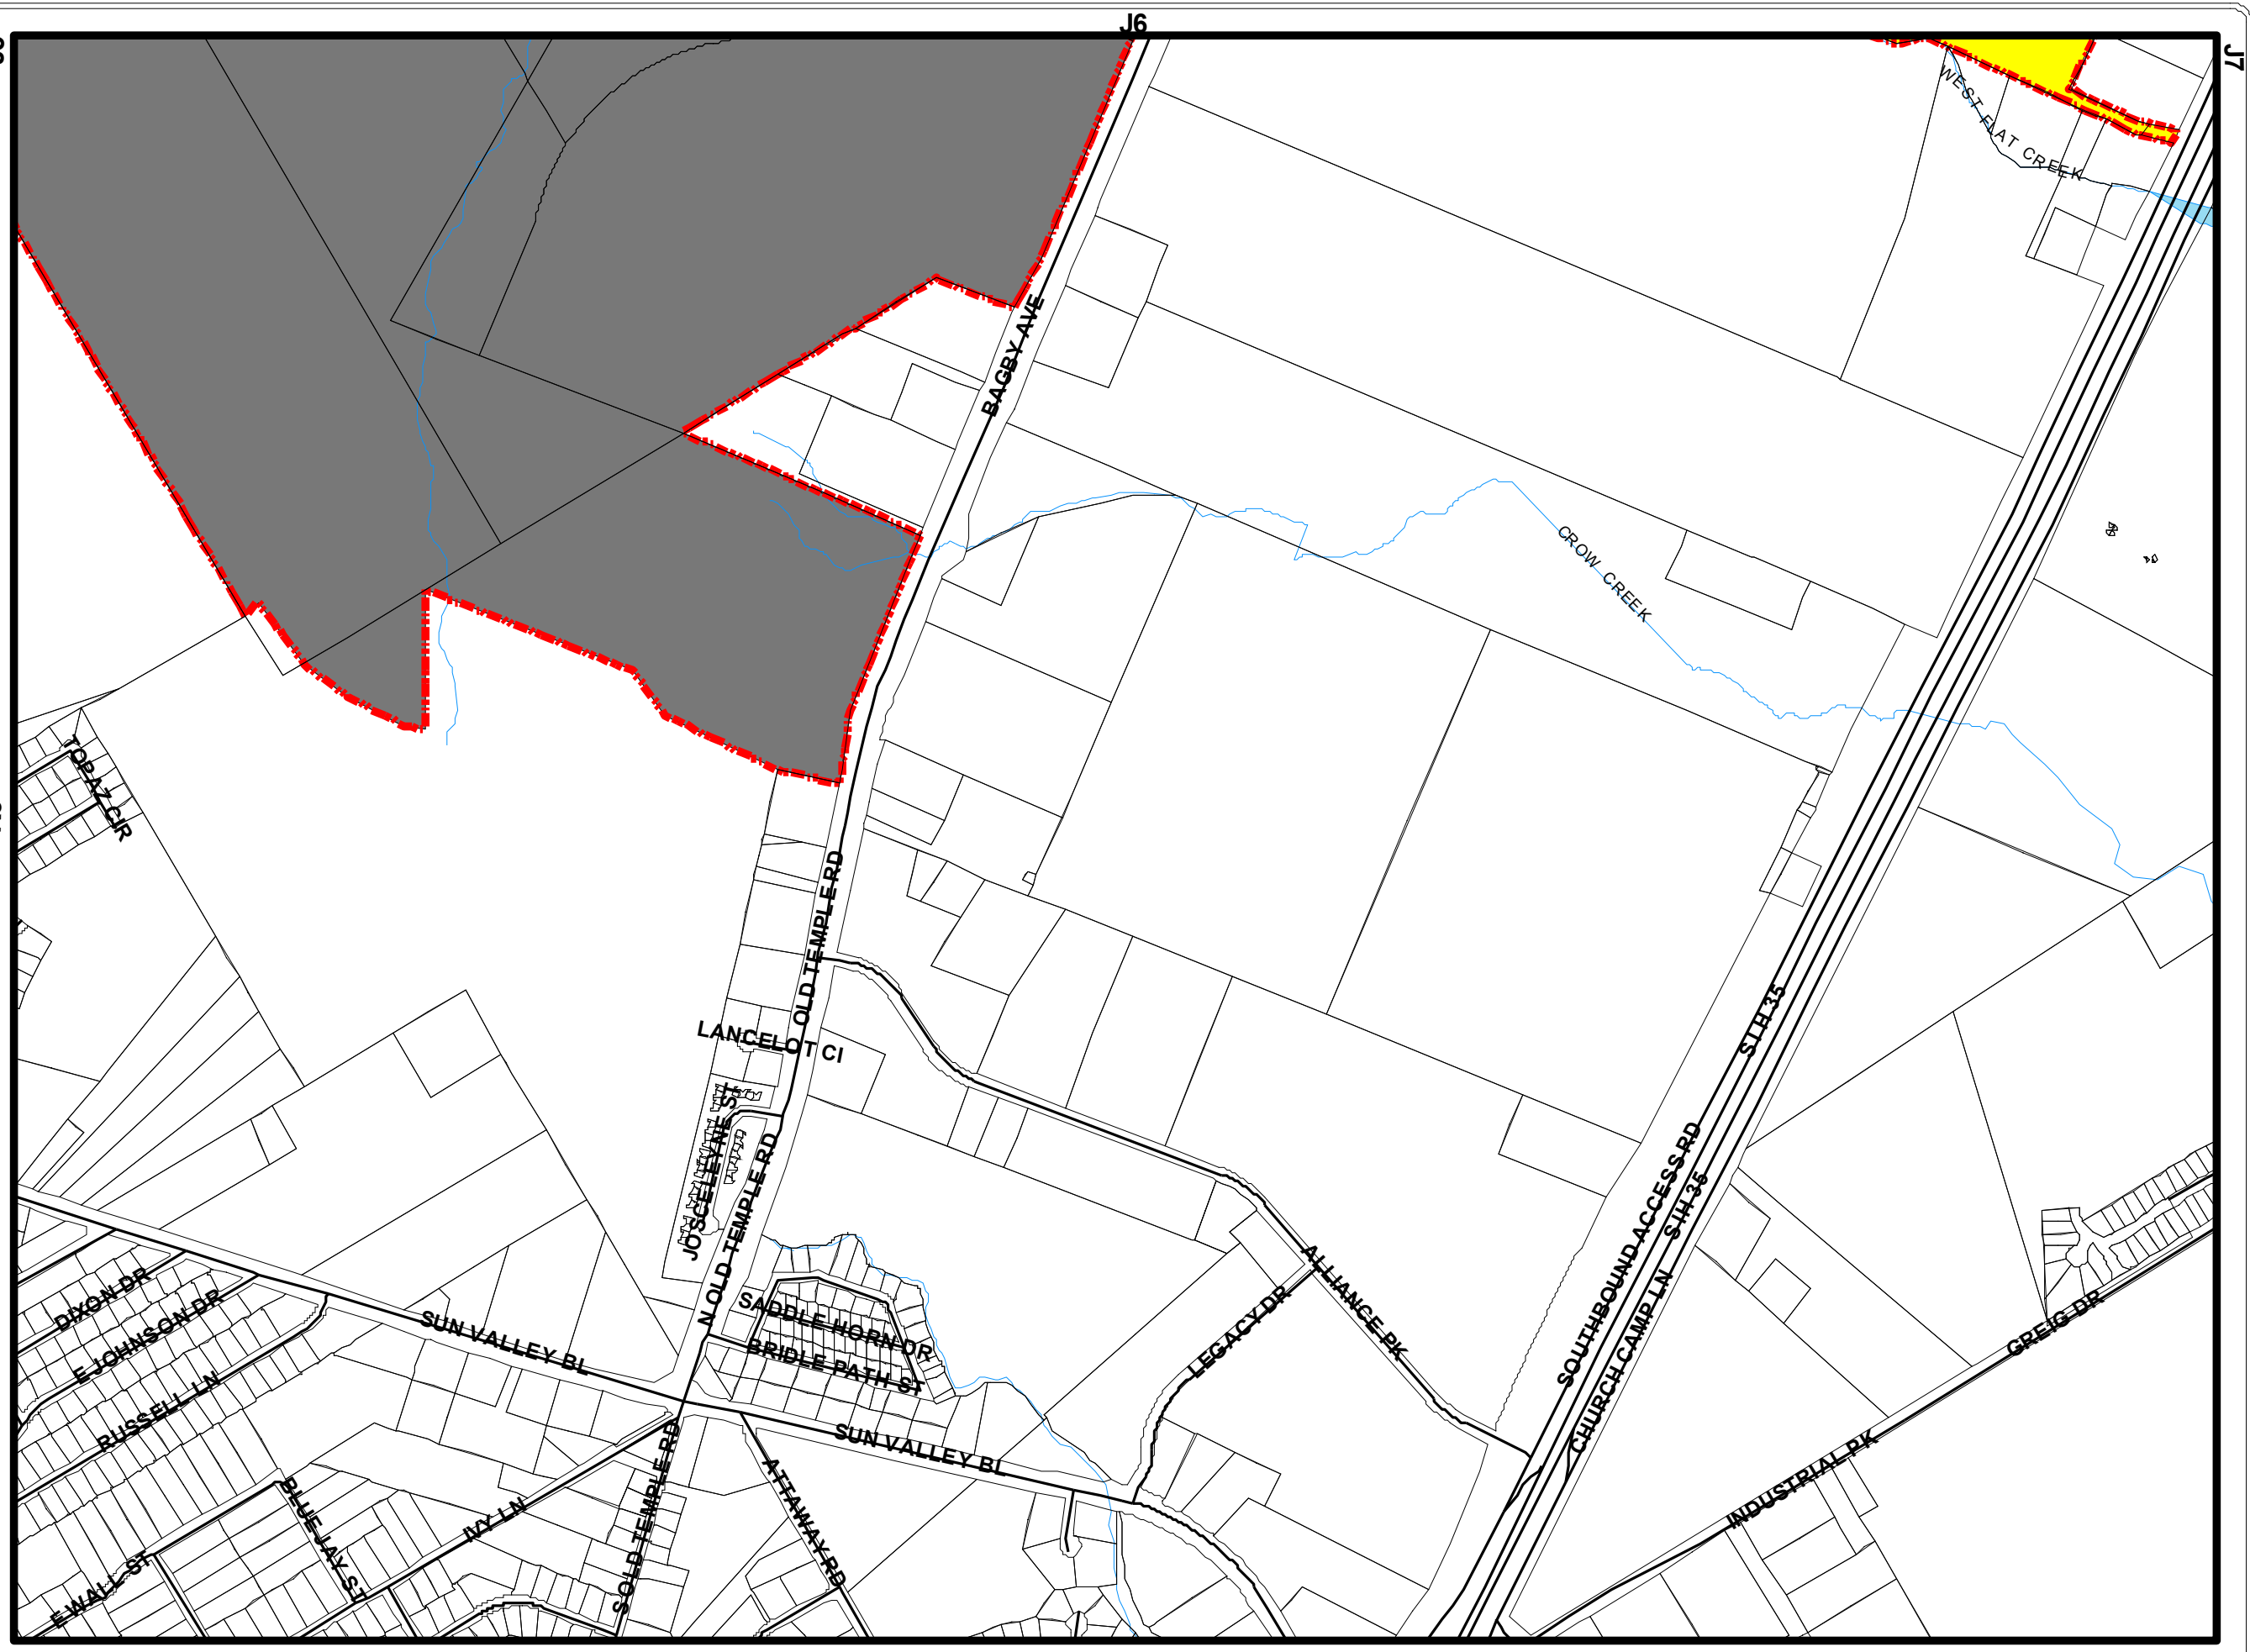 J6
J7
WEST FLAT CREEK
BAGBY AVE
CROW CREEK
TOPAZ CIR
OLD TEMPLE RD
S IH 35
LANCELOT CI
JOSCELEYNE ST
N OLD TEMPLE RD
SOUTHBOUND ACCESS RD
S IH 35
ALLIANCE PK
LEGACY DR
CHURCH CAMP LN
GREIG DR
DIXON DR
E JOHNSON DR
SUN VALLEY BL
SADDLE HORN DR
BRIDLE PATH ST
RUSSELL LN
SUN VALLEY BL
INDUSTRIAL PK
S OLD TEMPLE RD
ATTAWAY RD
BLUE JAY ST
IVY LN
E WALL ST